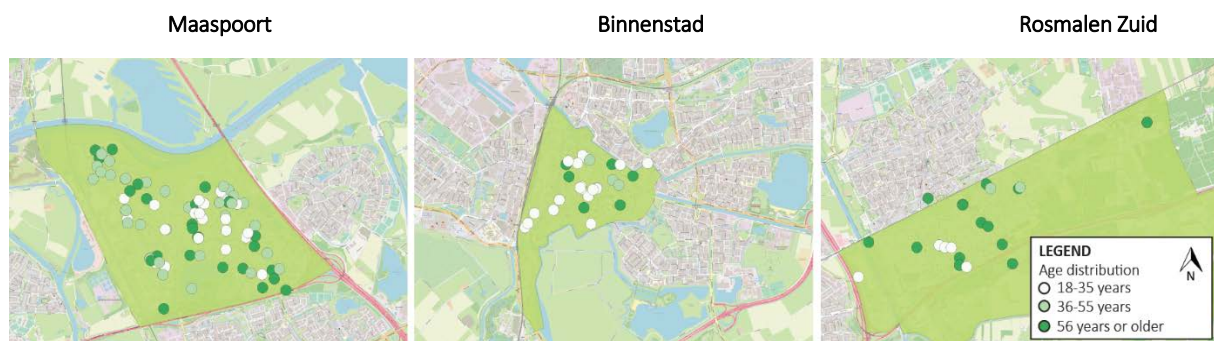 Maaspoort
Binnenstad
Rosmalen Zuid
LEGEND
Age distribution
18-35 years
36-55 years
56 years or older
N